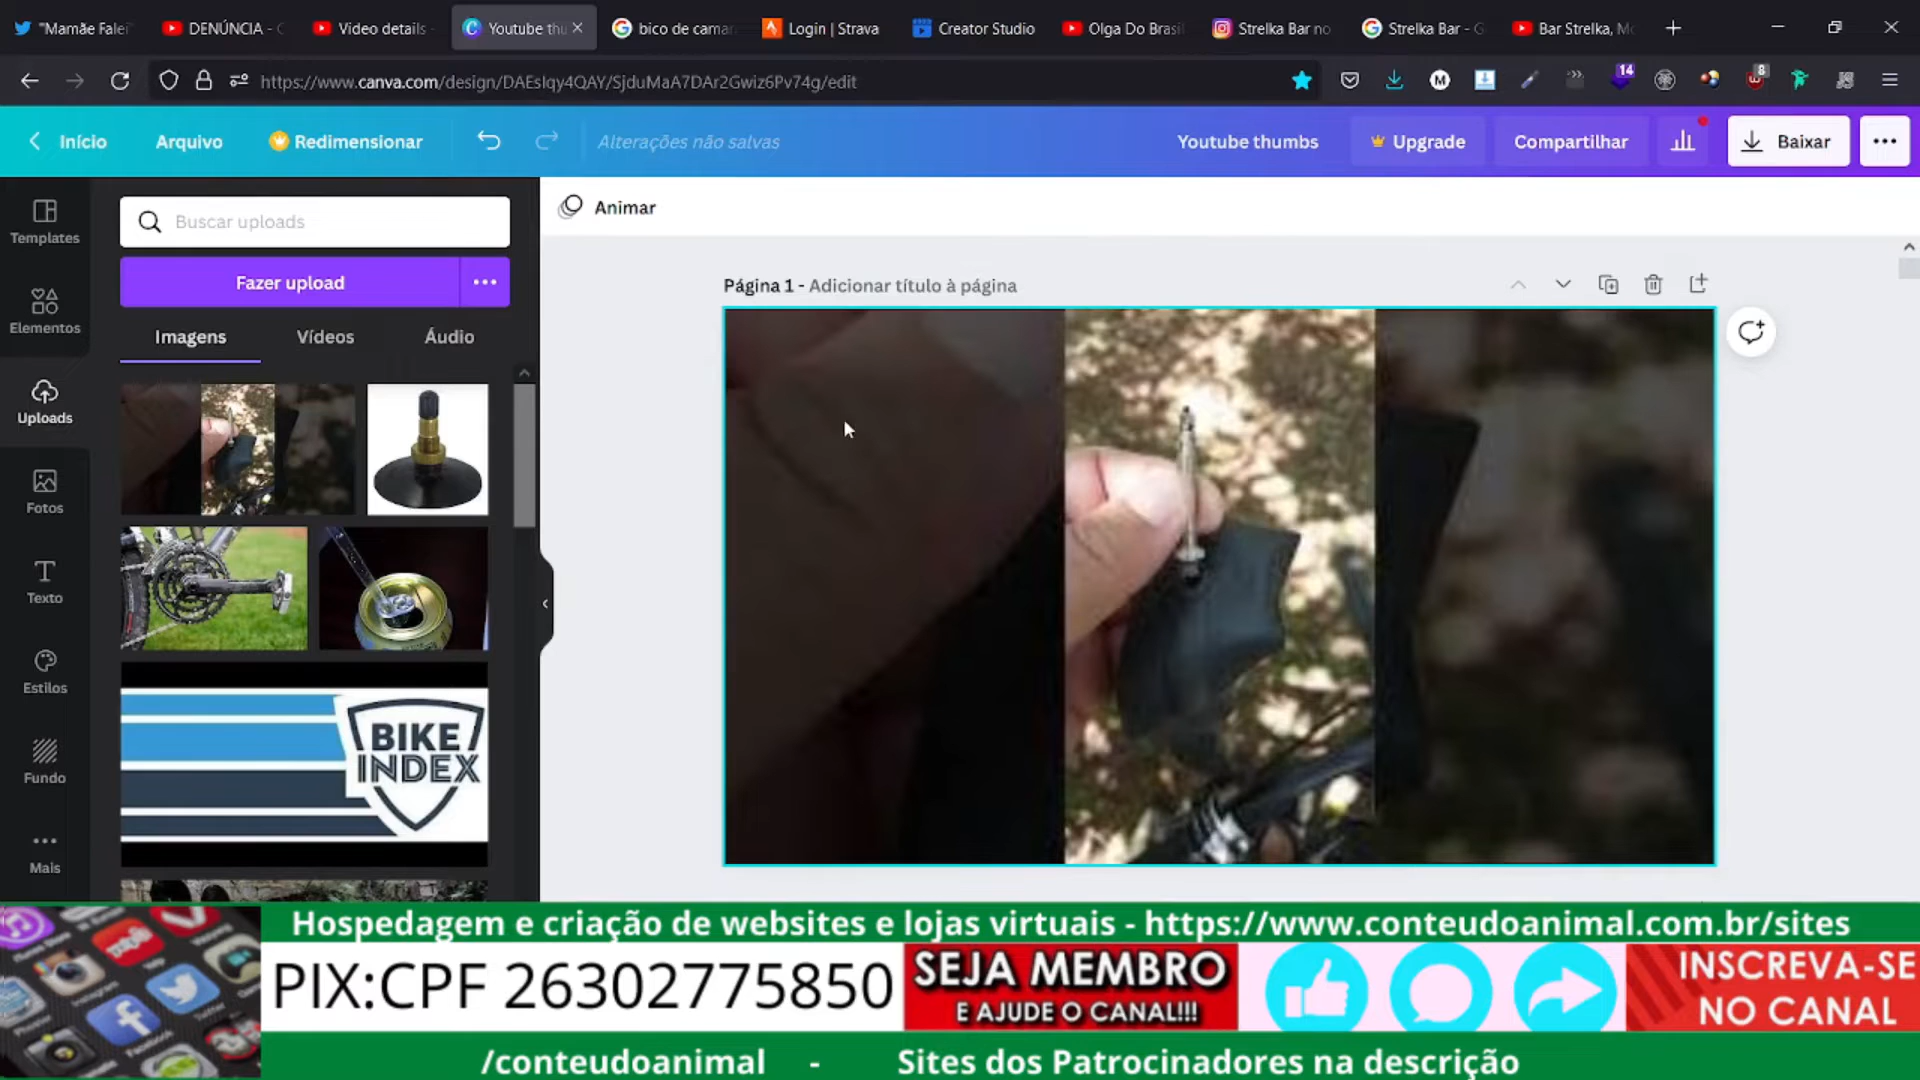 "Mamãe Falei
DENÚNCIA - C
Video details -
Youtube thu
bico de camar
Login | Strava
Creator Studio
Olga Do Brasil
Strelka Bar no
Strelka Bar - G
Bar Strelka, Mo
https://www.canva.com/design/DAEsIqy4QAY/SjduMaA7DAr2Gwiz6Pv74g/edit
14
8
Início
Arquivo
Redimensionar
Alterações não salvas
Youtube thumbs
Upgrade
Compartilhar
Baixar
Templates
Elementos
Uploads
Fotos
Texto
Estilos
Fundo
Mais
Buscar uploads
Fazer upload
Imagens
Vídeos
Áudio
BIKE
INDEX
Animar
Página 1 - Adicionar título à página
Hospedagem e criação de websites e lojas virtuais - https://www.conteudoanimal.com.br/sites
PIX:CPF 26302775850
SEJA MEMBRO
E AJUDE O CANAL!!!
INSCREVA-SE
NO CANAL
/conteudoanimal - Sites dos Patrocinadores na descrição